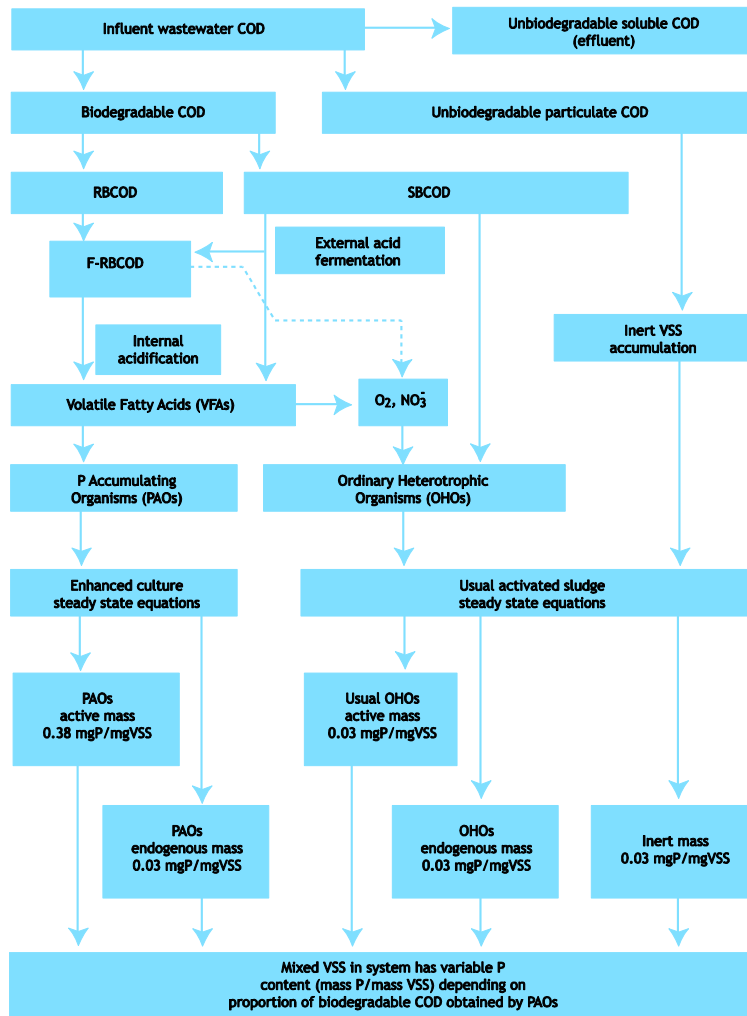 Influent wastewater COD
Unbiodegradable soluble COD
(effluent)
Biodegradable COD
Unbiodegradable particulate COD
RBCOD
SBCOD
F-RBCOD
External acid
fermentation
Internal
acidification
Inert VSS
accumulation
Volatile Fatty Acids (VFAs)
O₂, NO₃⁻
P Accumulating
Organisms (PAOs)
Ordinary Heterotrophic
Organisms (OHOs)
Enhanced culture
steady state equations
Usual activated sludge
steady state equations
PAOs
active mass
0.38 mgP/mgVSS
Usual OHOs
active mass
0.03 mgP/mgVSS
PAOs
endogenous mass
0.03 mgP/mgVSS
OHOs
endogenous mass
0.03 mgP/mgVSS
Inert mass
0.03 mgP/mgVSS
Mixed VSS in system has variable P
content (mass P/mass VSS) depending on
proportion of biodegradable COD obtained by PAOs